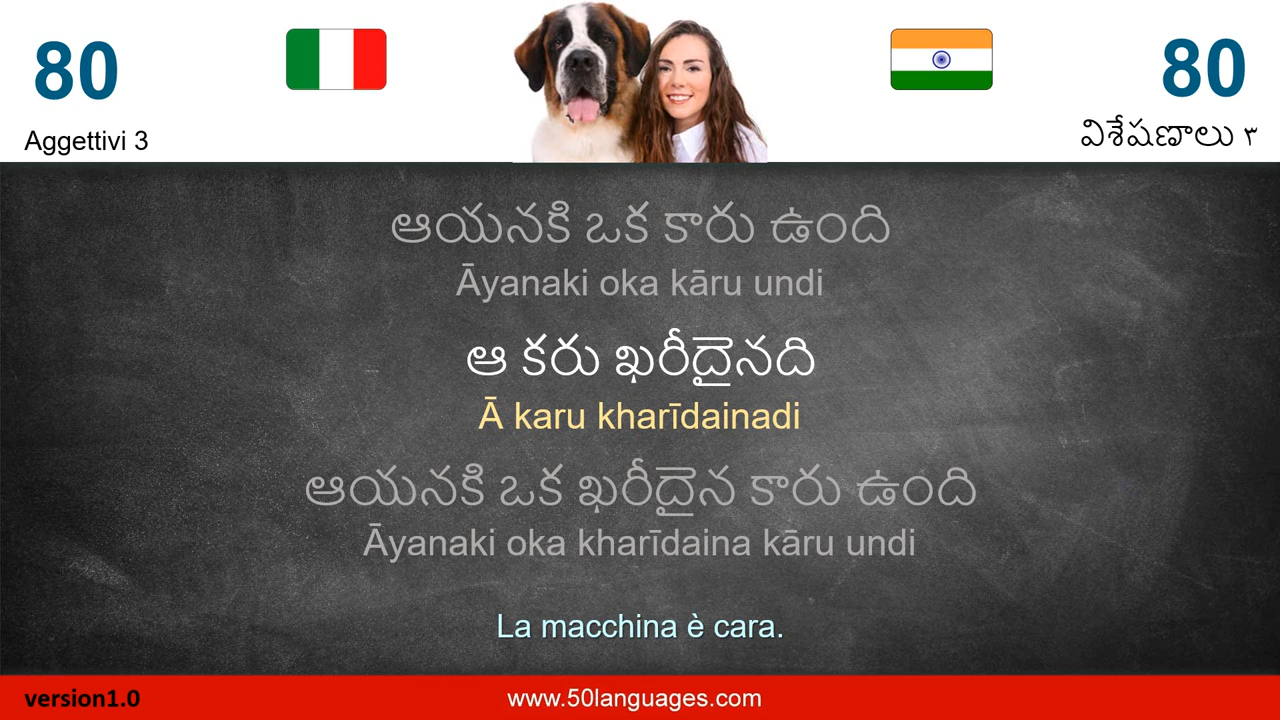 80
80
Aggettivi 3
విశేషణాలు ౩
ఆయనకి ఒక కారు ఉంది
Āyanaki oka kāru undi
ఆ కరు ఖరీదైనది
Ā karu kharīdainadi
ఆయనకి ఒక ఖరీదైన కారు ఉంది
Āyanaki oka kharīdaina kāru undi
La macchina è cara.
version1.0
www.50languages.com